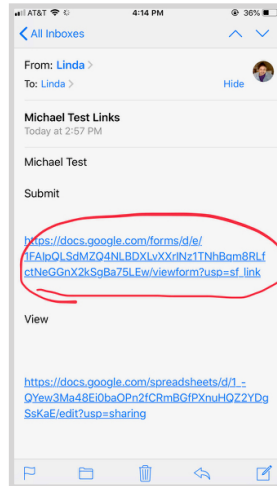 AT&T 4:14 PM 36%
All Inboxes
From: Linda
To: Linda Hide
Michael Test Links
Today at 2:57 PM
Michael Test
Submit
https://docs.google.com/forms/d/e/
1FAIpQLSdMZQ4NLBDXLvXXrlNz1TNhBqm8RLf
ctNeGGnX2kSgBa75LEw/viewform?usp=sf_link
View
https://docs.google.com/spreadsheets/d/1_-
QYew3Ma48Ei0baOPn2fCRmBGfPXnuHQZ2YDg
SsKaE/edit?usp=sharing